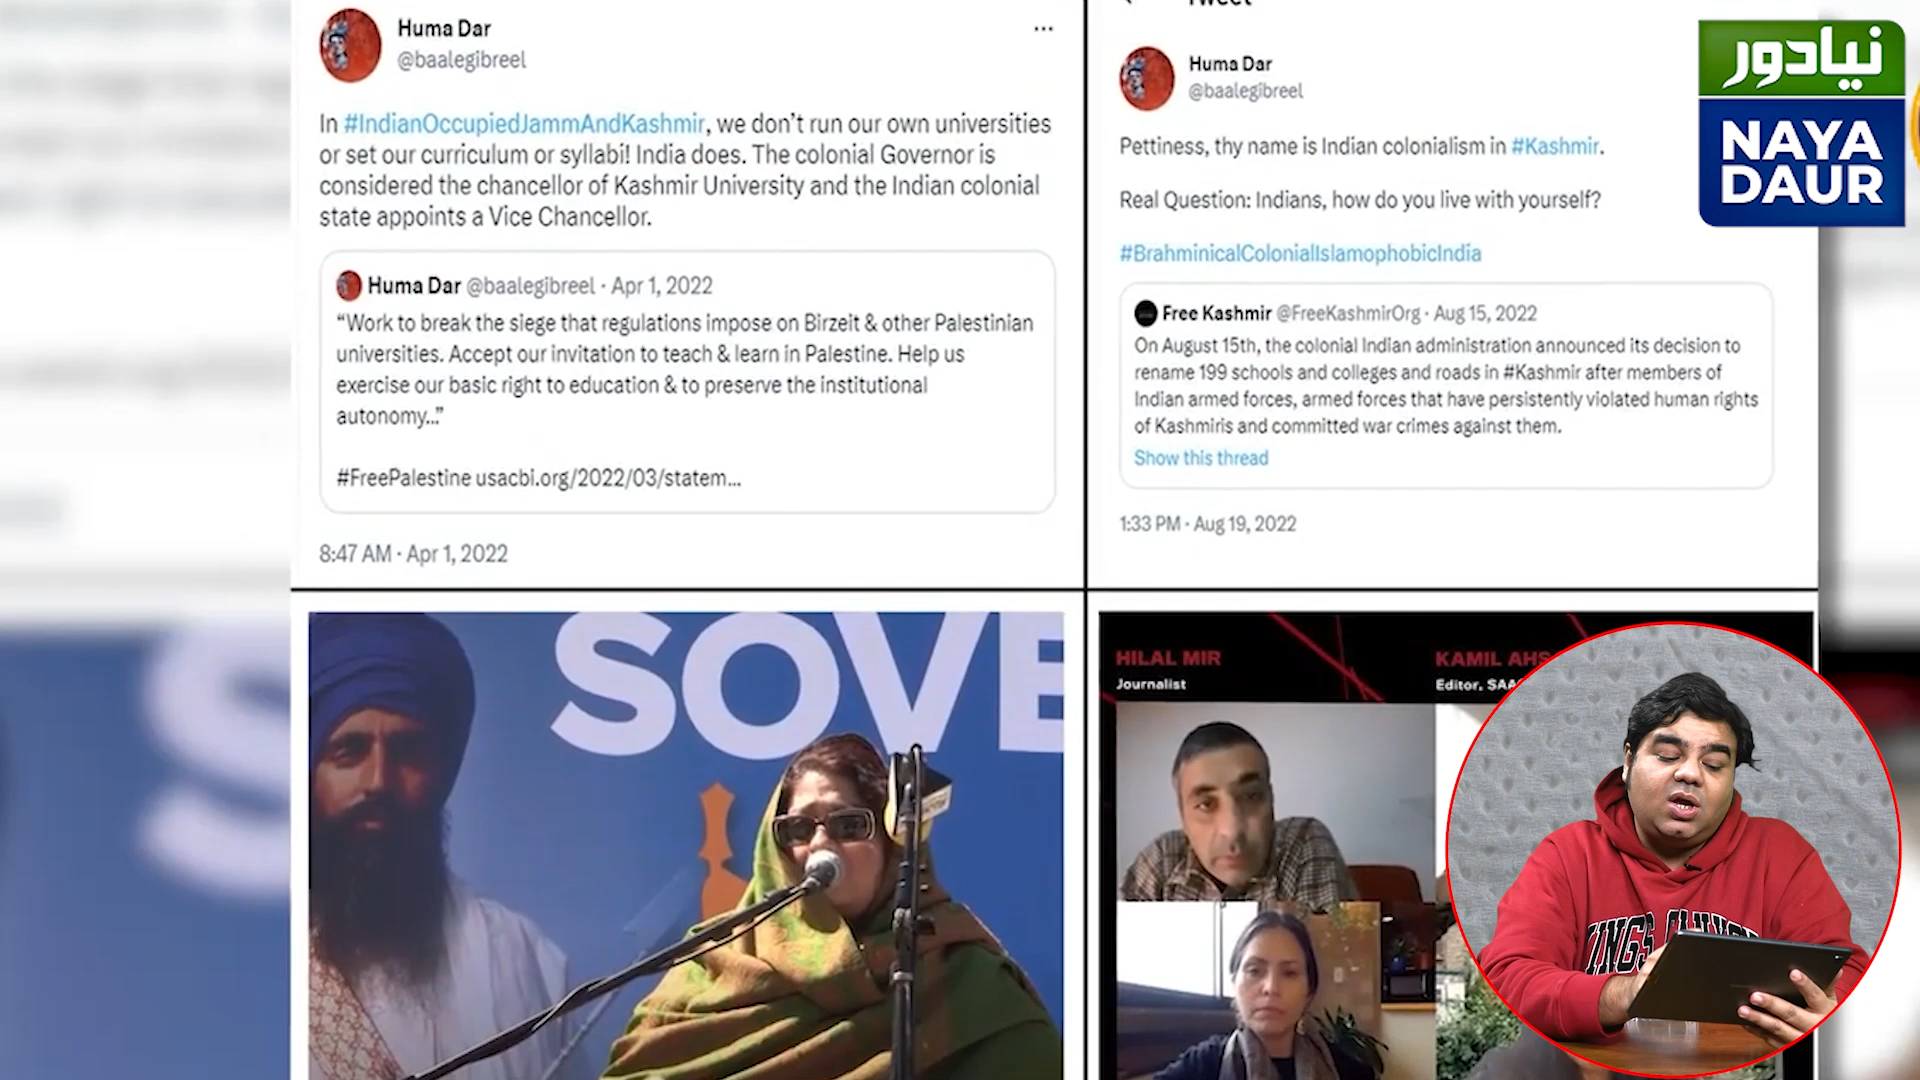 Huma Dar
@baalegibreel
In #IndianOccupiedJammAndKashmir, we don't run our own universities
or set our curriculum or syllabi! India does. The colonial Governor is
considered the chancellor of Kashmir University and the Indian colonial
state appoints a Vice Chancellor.
Huma Dar @baalegibreel · Apr 1, 2022
“Work to break the siege that regulations impose on Birzeit & other Palestinian
universities. Accept our invitation to teach & learn in Palestine. Help us
exercise our basic right to education & to preserve the institutional
autonomy...”
#FreePalestine usacbi.org/2022/03/statem...
8:47 AM · Apr 1, 2022
Tweet
Huma Dar
@baalegibreel
Pettiness, thy name is Indian colonialism in #Kashmir.
Real Question: Indians, how do you live with yourself?
#BrahminicalColonialIslamophobicIndia
Free Kashmir @FreeKashmirOrg · Aug 15, 2022
On August 15th, the colonial Indian administration announced its decision to
rename 199 schools and colleges and roads in #Kashmir after members of
Indian armed forces, armed forces that have persistently violated human rights
of Kashmiris and committed war crimes against them.
Show this thread
1:33 PM · Aug 19, 2022
نیادور
NAYA
DAUR
SOVE
HILAL MIR
Journalist
KAMIL AHS
Editor, SAA